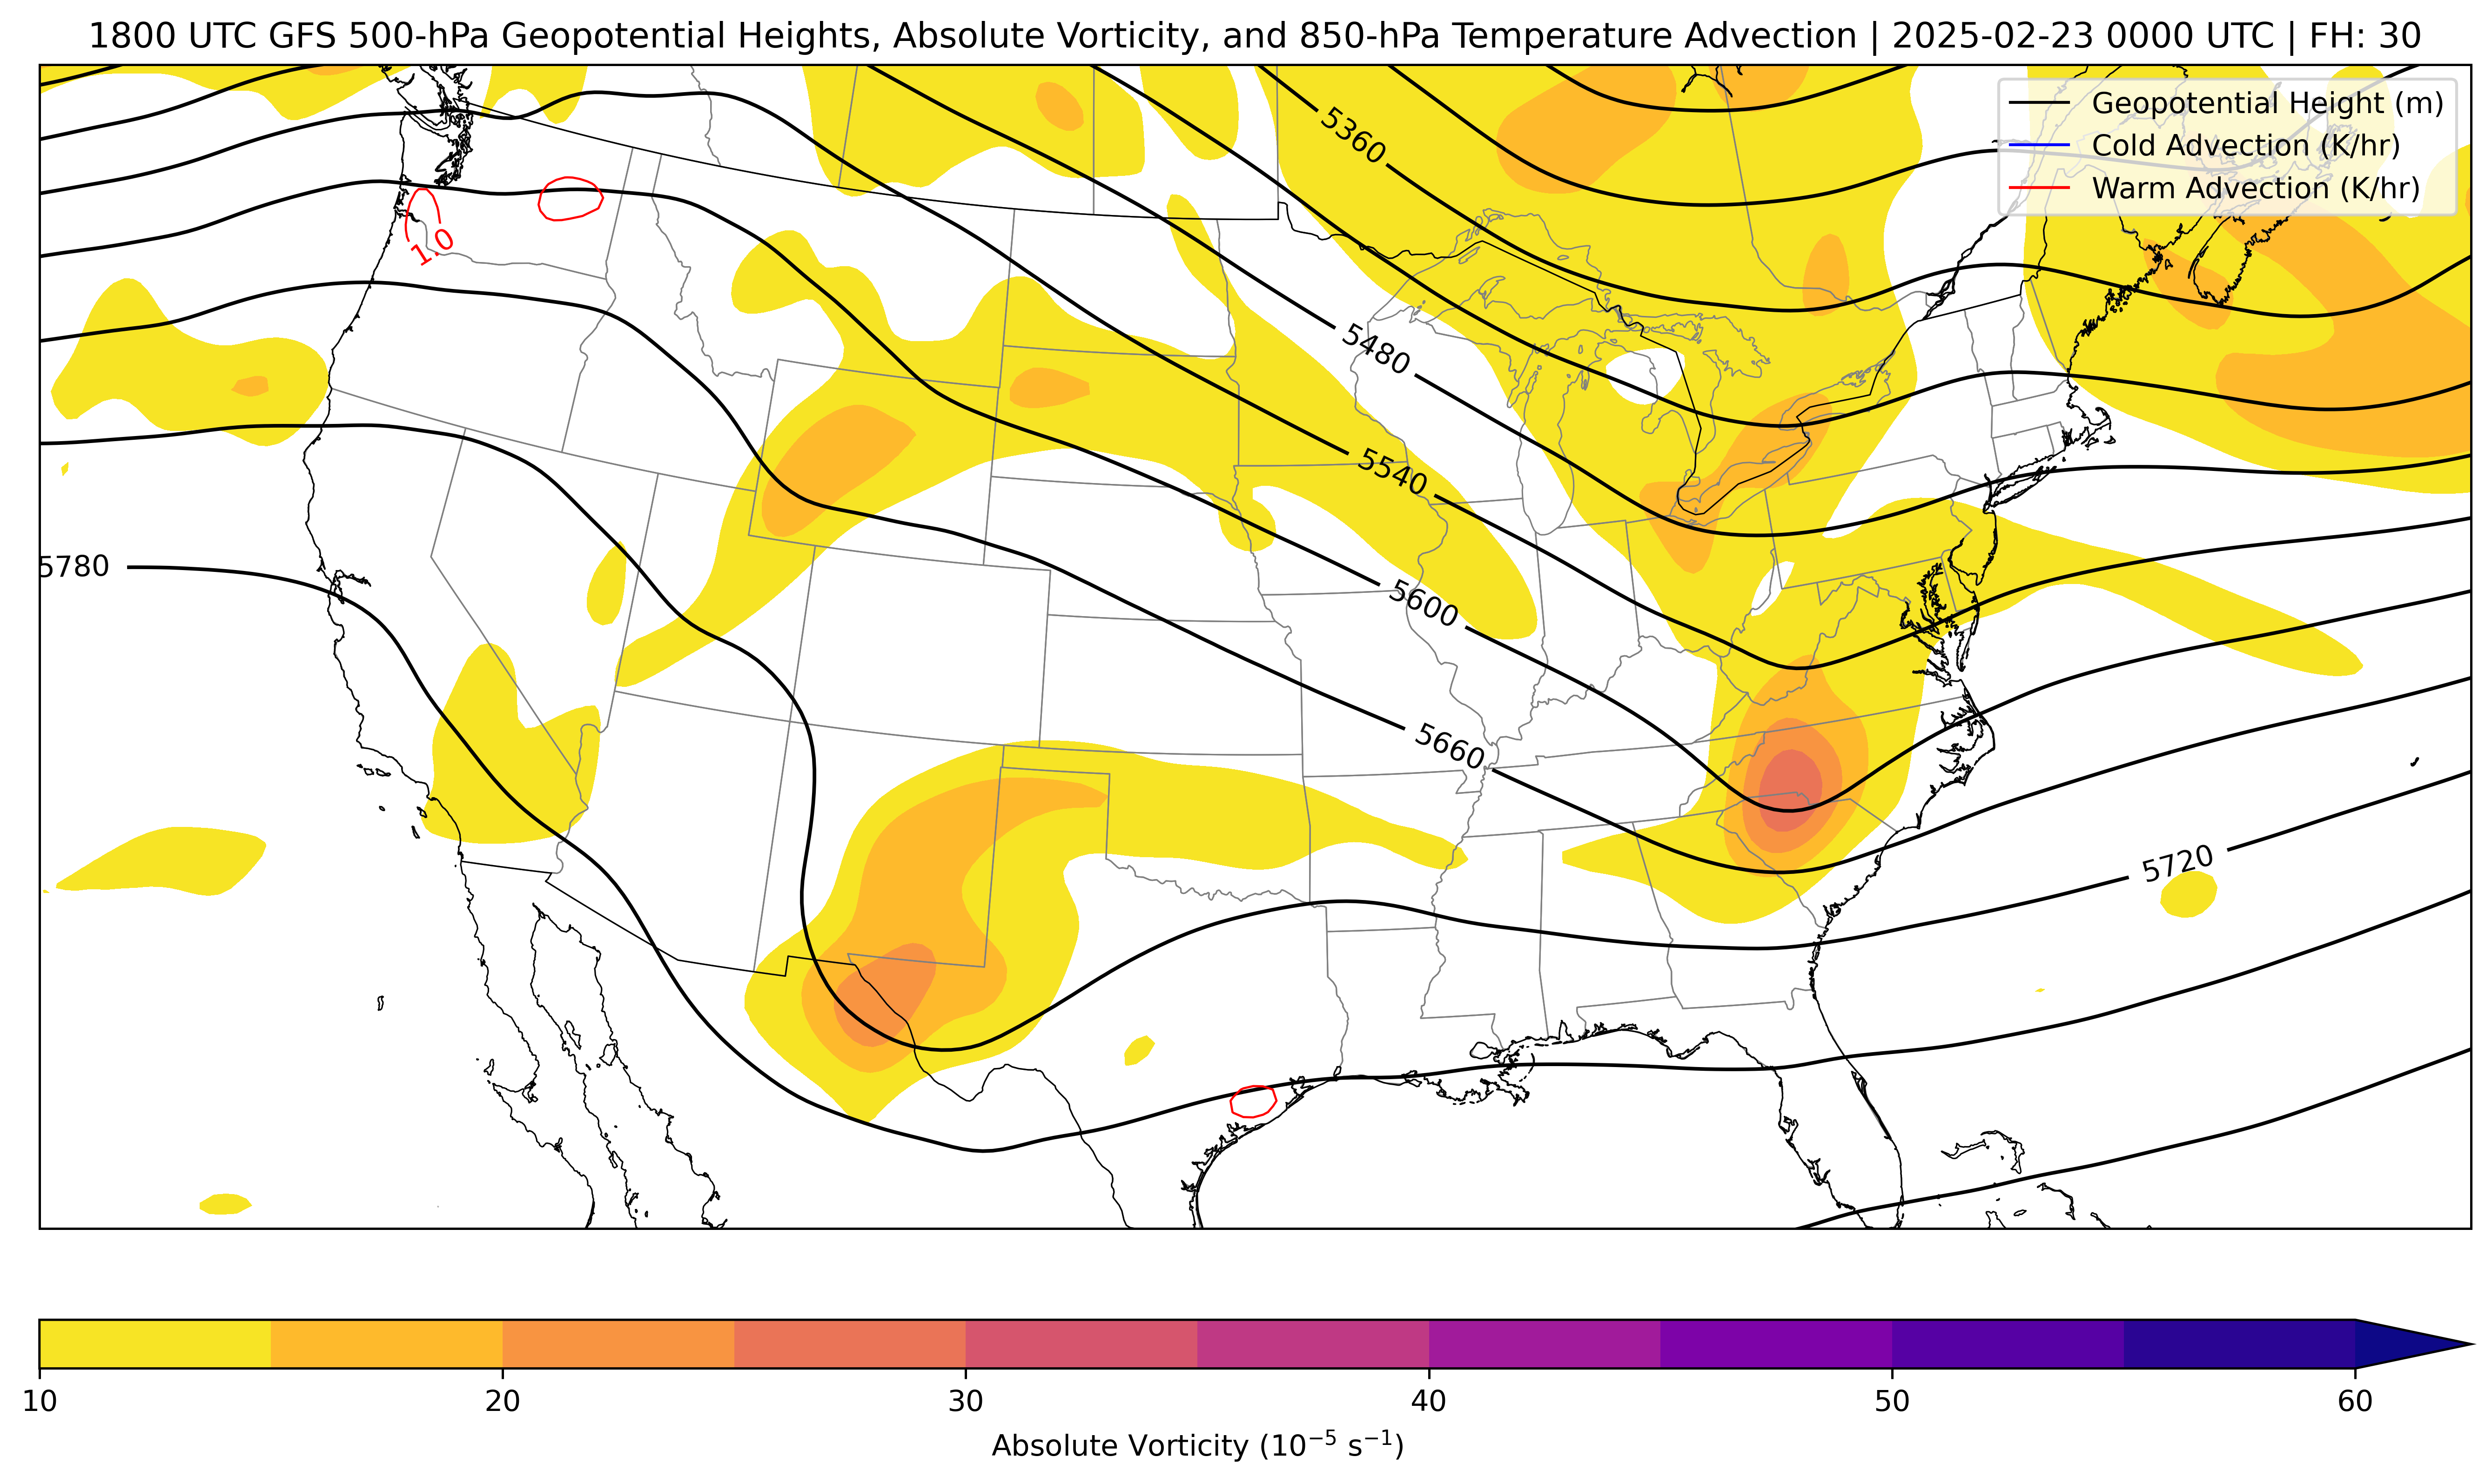 1800 UTC GFS 500-hPa Geopotential Heights, Absolute Vorticity, and 850-hPa Temperature Advection | 2025-02-23 0000 UTC | FH: 30
Geopotential Height (m)
Cold Advection (K/hr)
Warm Advection (K/hr)
5360
1.0
5480
5540
5780
5600
5660
5720
10 20 30 40 50 60
Absolute Vorticity (10⁻⁵ s⁻¹)